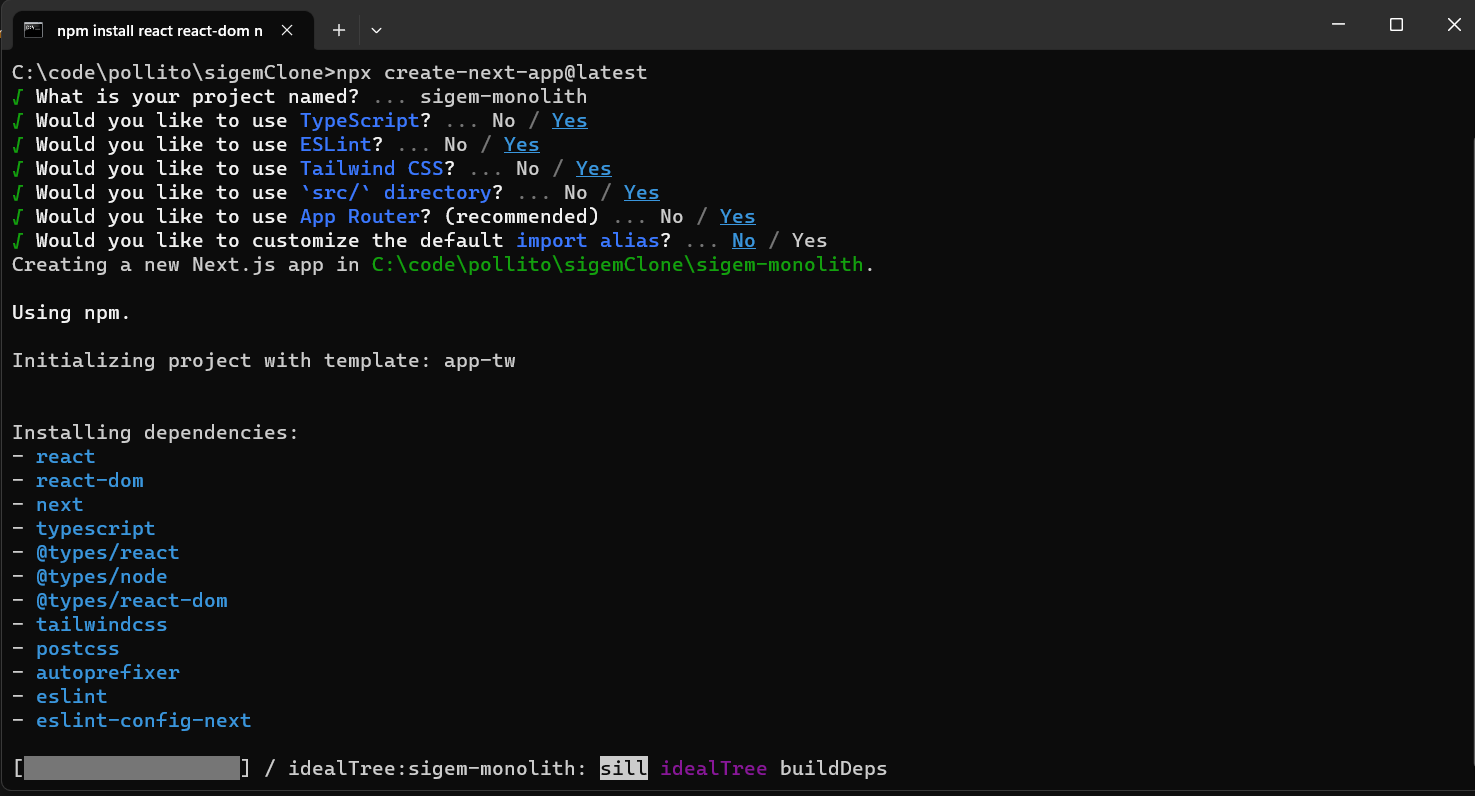 npm install react react-dom n
C:\code\pollito\sigemClone>npx create-next-app@latest
√ What is your project named? ... sigem-monolith
√ Would you like to use TypeScript? ... No / Yes
√ Would you like to use ESLint? ... No / Yes
√ Would you like to use Tailwind CSS? ... No / Yes
√ Would you like to use `src/` directory? ... No / Yes
√ Would you like to use App Router? (recommended) ... No / Yes
√ Would you like to customize the default import alias? ... No / Yes
Creating a new Next.js app in C:\code\pollito\sigemClone\sigem-monolith.
Using npm.
Initializing project with template: app-tw
Installing dependencies:
- react
- react-dom
- next
- typescript
- @types/react
- @types/node
- @types/react-dom
- tailwindcss
- postcss
- autoprefixer
- eslint
- eslint-config-next
[                  ] / idealTree:sigem-monolith: sill idealTree buildDeps